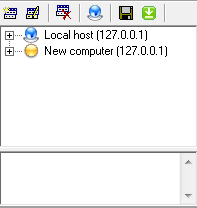 Local host (127.0.0.1)
New computer (127.0.0.1)